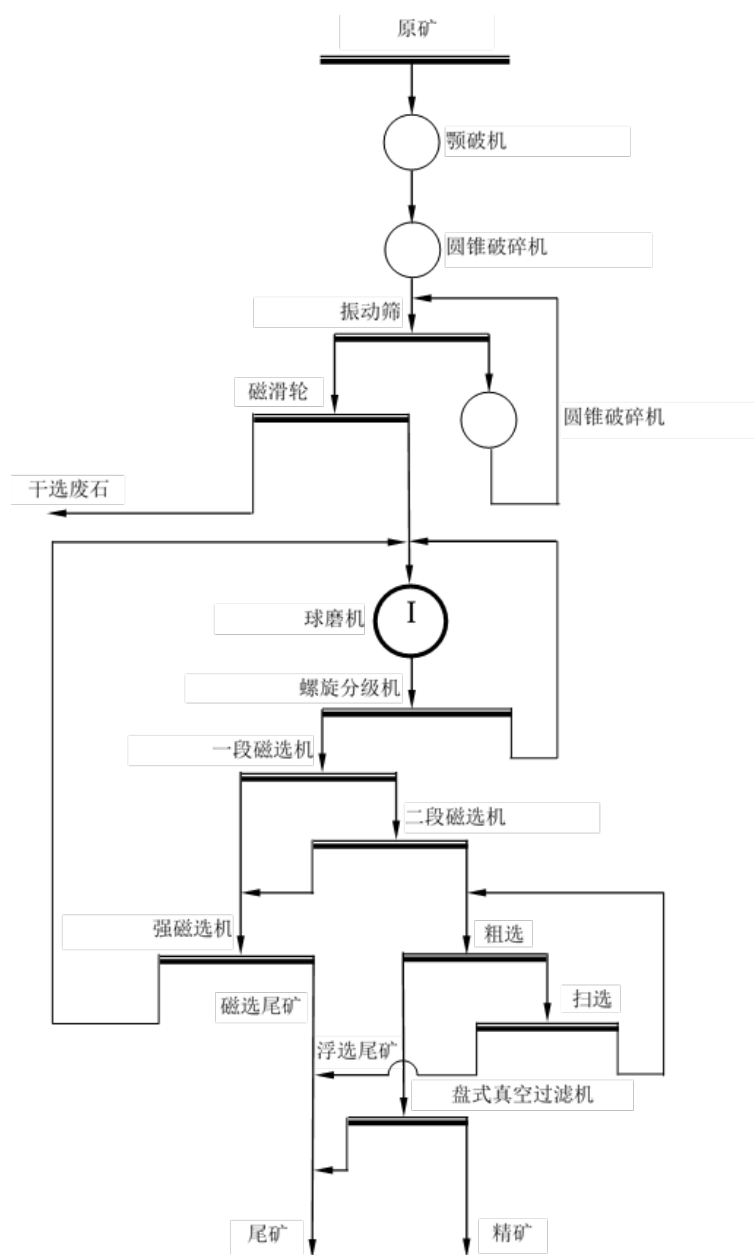 原矿
颚破机
圆锥破碎机
振动筛
磁滑轮
圆锥破碎机
干选废石
球磨机
I
螺旋分级机
一段磁选机
二段磁选机
强磁选机
粗选
磁选尾矿
扫选
浮选尾矿
盘式真空过滤机
尾矿
精矿